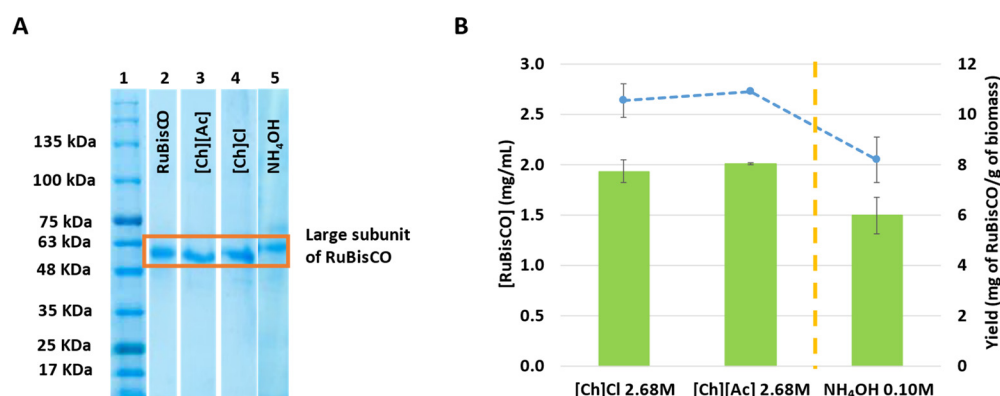 A
1 2 3 4 5
RuBisCO
[Ch][Ac]
[Ch]Cl
NH₄OH
135 kDa
100 kDa
75 kDa
63 kDa
48 KDa
35 KDa
25 KDa
17 KDa
Large subunit
of RuBisCO
B
[RuBisCO] (mg/mL)
3.0
2.5
2.0
1.5
1.0
0.5
0.0
12
10
8
6
4
2
0
Yield (mg of RuBisCO/g of biomass)
[Ch]Cl 2.68M [Ch][Ac] 2.68M NH₄OH 0.10M